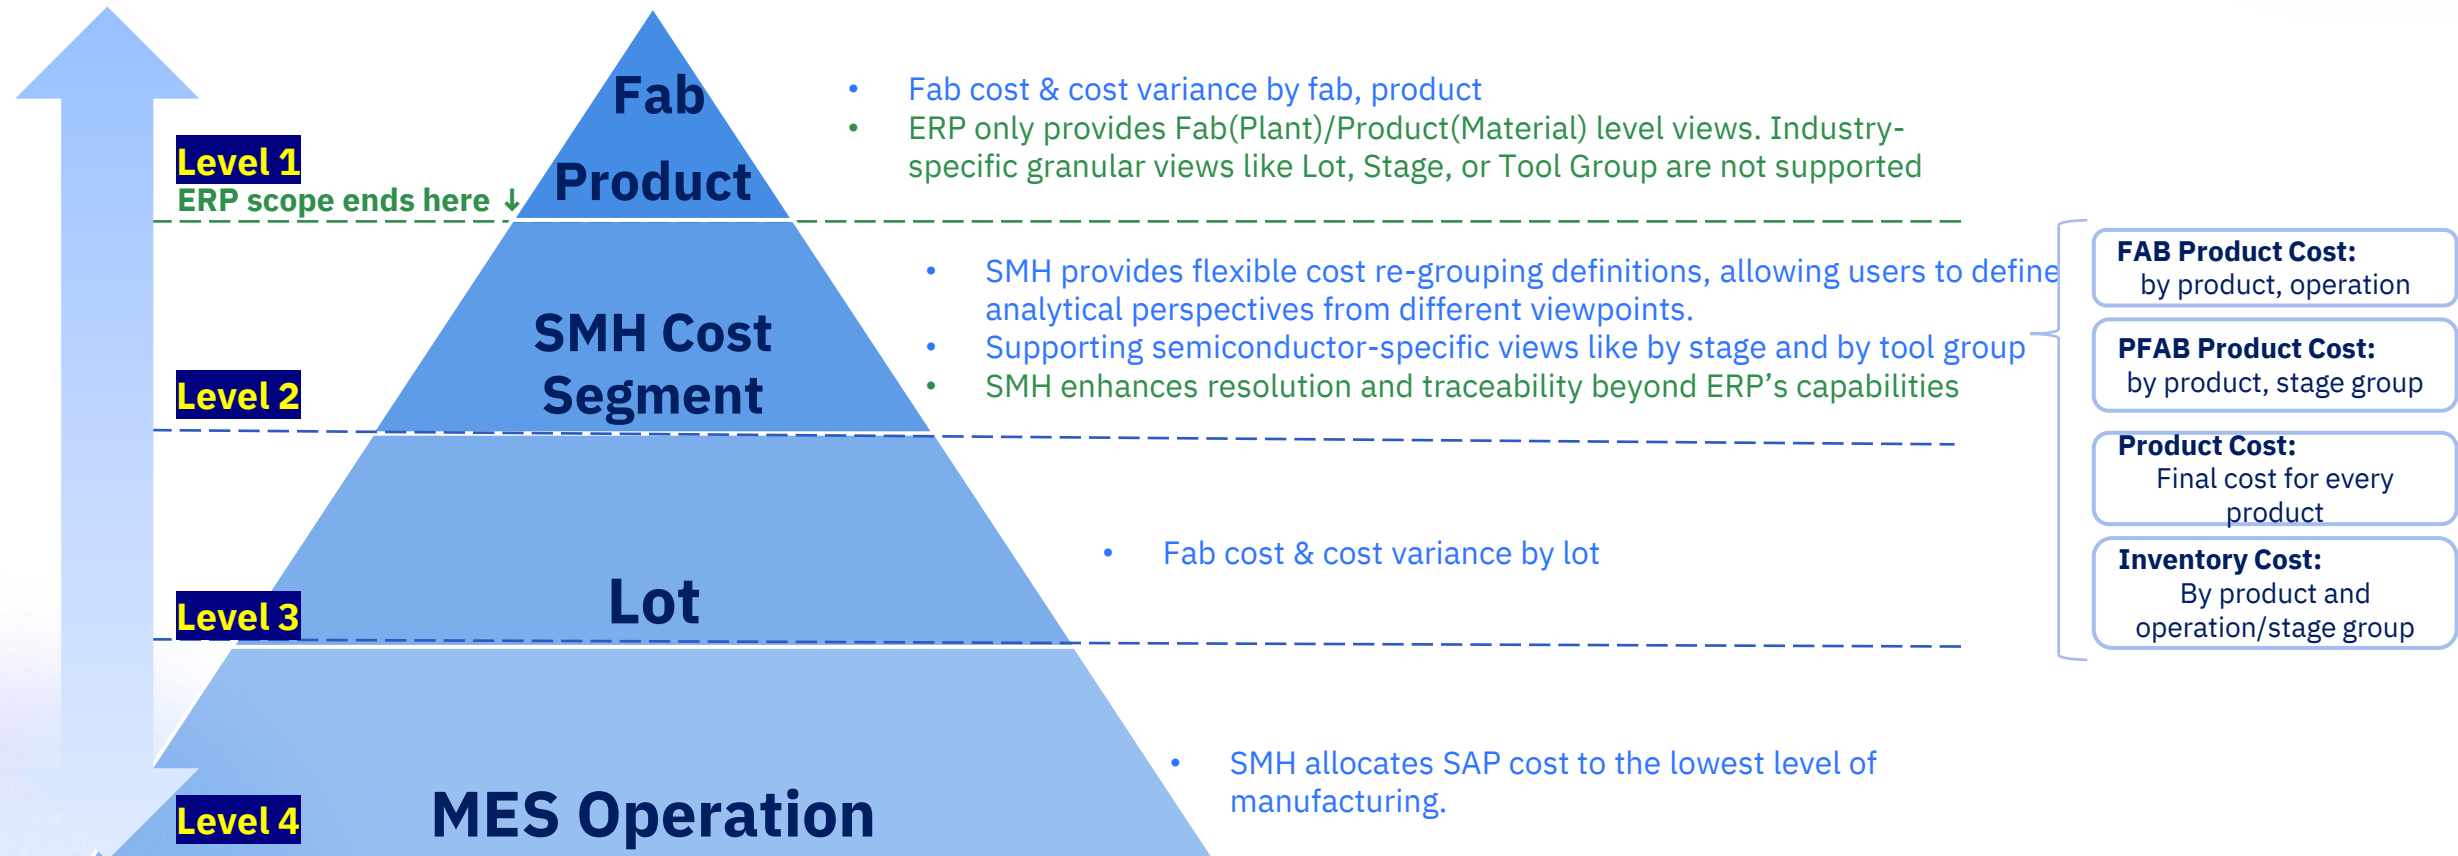 Fab
Product
Level 1
ERP scope ends here ↓
• Fab cost & cost variance by fab, product
• ERP only provides Fab(Plant)/Product(Material) level views. Industry-
specific granular views like Lot, Stage, or Tool Group are not supported
SMH Cost
Segment
Level 2
• SMH provides flexible cost re-grouping definitions, allowing users to define
analytical perspectives from different viewpoints.
• Supporting semiconductor-specific views like by stage and by tool group
• SMH enhances resolution and traceability beyond ERP’s capabilities
FAB Product Cost:
by product, operation
PFAB Product Cost:
by product, stage group
Product Cost:
Final cost for every
product
Inventory Cost:
By product and
operation/stage group
Lot
Level 3
• Fab cost & cost variance by lot
MES Operation
Level 4
• SMH allocates SAP cost to the lowest level of
manufacturing.